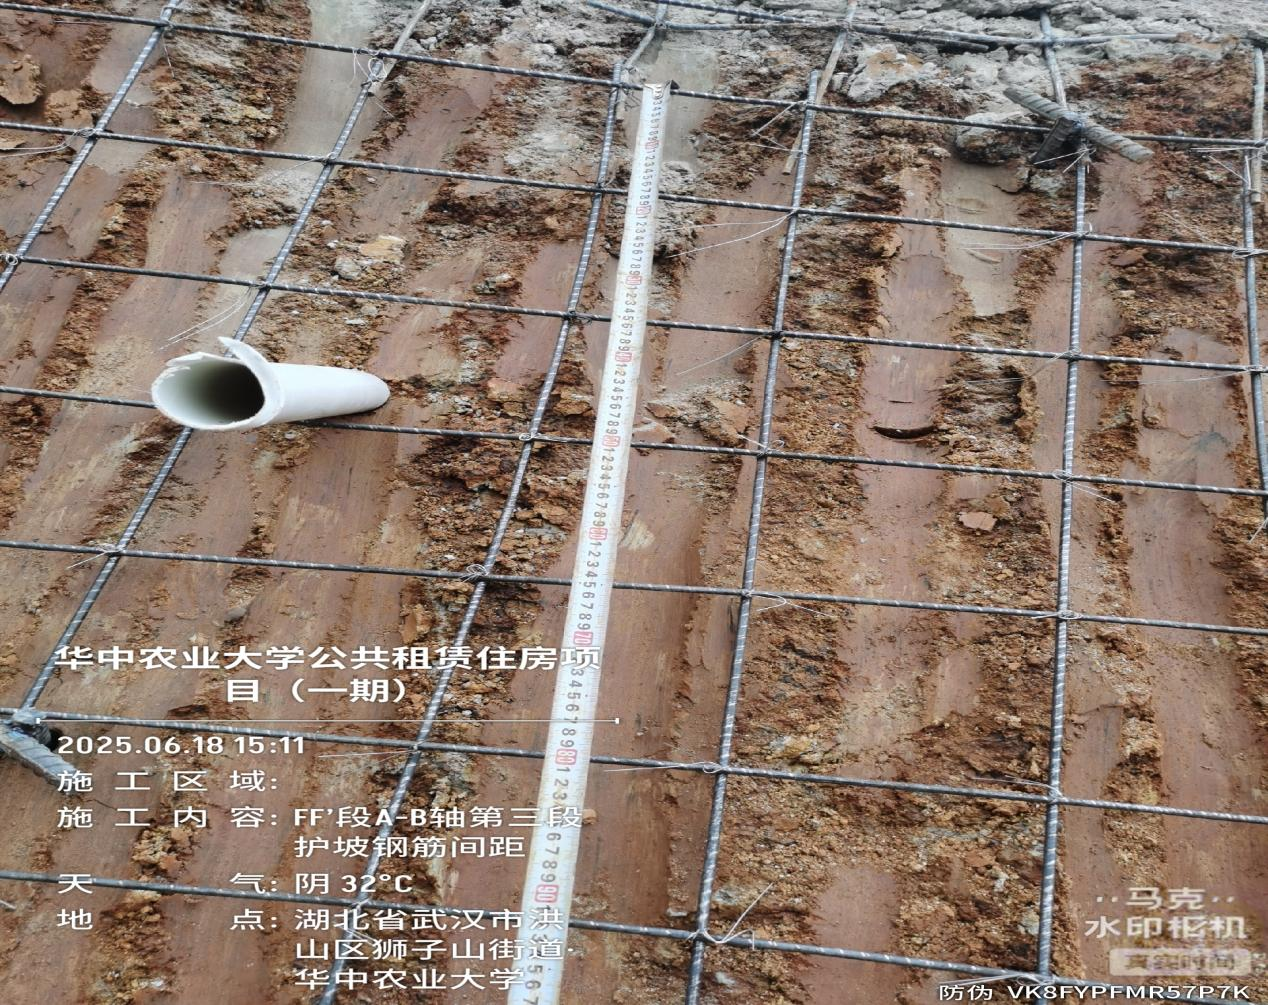 华中农业大学公共租赁住房项
目（一期）
2025.06.18 15:11
施工区域:
施工内容: FF'段A-B轴第三段
护坡钢筋间距
天气: 阴 32°C
地点: 湖北省武汉市洪
山区狮子山街道·
华中农业大学
马克
水印相机
真实时间
防伪 VK8FYPFMR57P7K